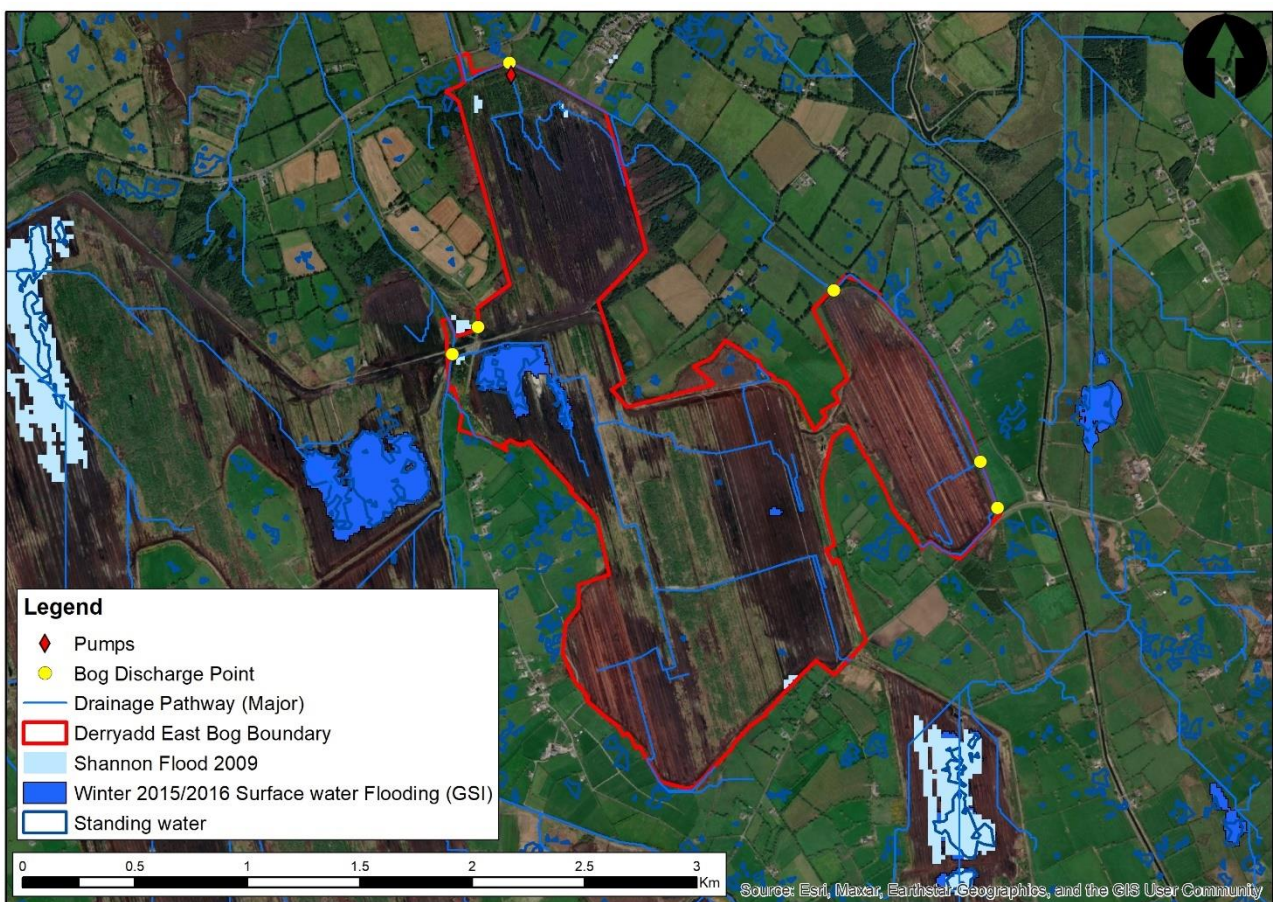 Legend
Pumps
Bog Discharge Point
Drainage Pathway (Major)
Derryadd East Bog Boundary
Shannon Flood 2009
Winter 2015/2016 Surface water Flooding (GSI)
Standing water
0 0.5 1 1.5 2 2.5 3
Km
Source: Esri, Maxar, Earthstar Geographics, and the GIS User Community